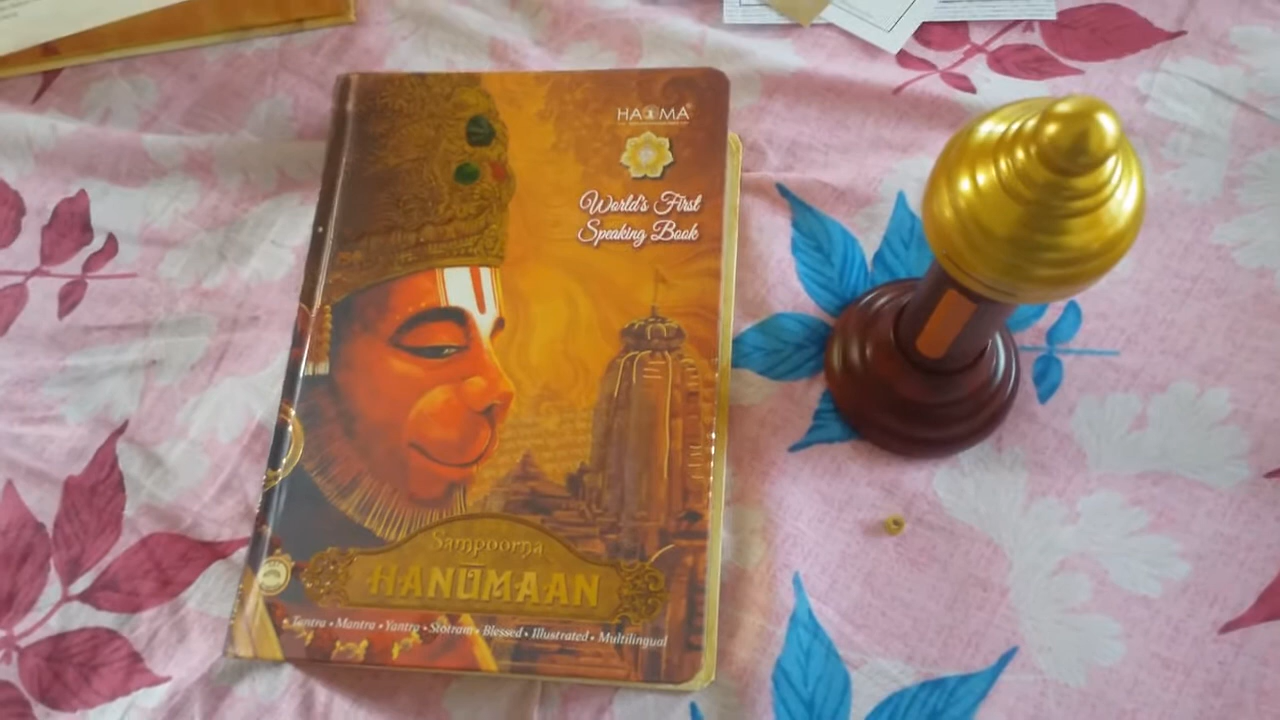 HAOMA
World's First
Speaking Book
Sampoorna
HANUMAAN
• Tantra • Mantra • Yantra • Stotram • Blessed • Illustrated • Multilingual